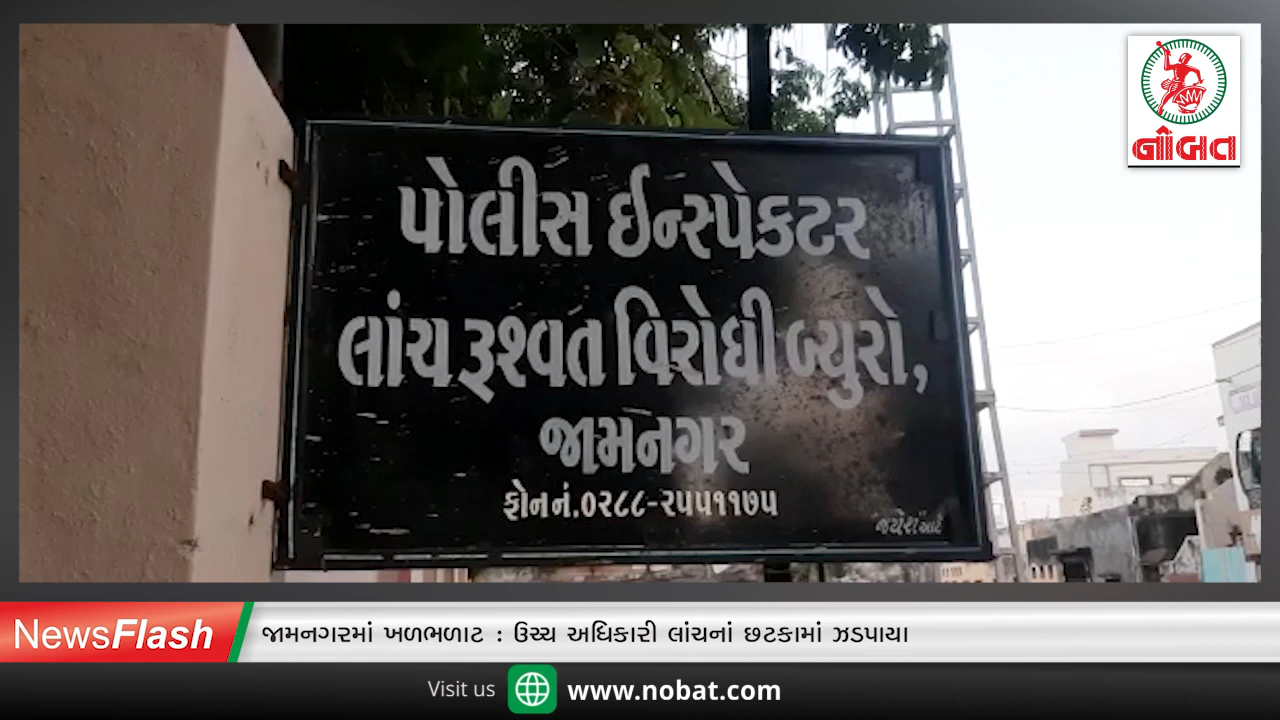 નોબત
પોલીસ ઈન્સ્પેકટર
લાંચ રૂશ્વત વિરોધી બ્યુરો,
જામનગર
ફોન નં.૦૨૮૮-૨૫૫૧૧૭૫
આર્ટ
NewsFlash
જામનગરમાં ખળભળાટ : ઉચ્ચ અધિકારી લાંચનાં છટકામાં ઝડપાયા
Visit us
www.nobat.com